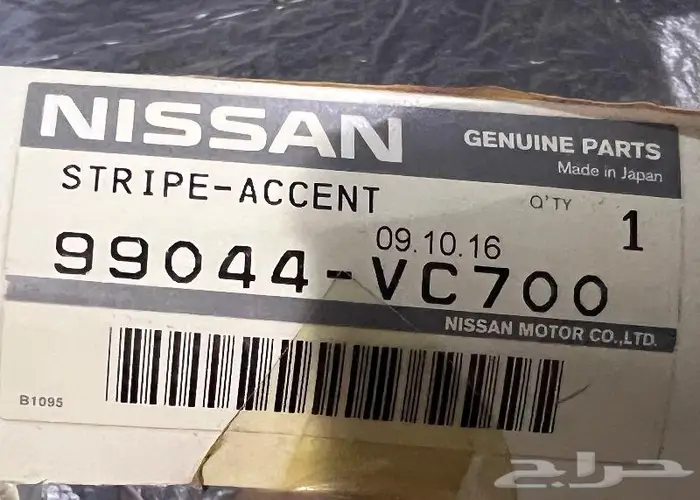 NISSAN
GENUINE PARTS
Made in Japan
STRIPE-ACCENT
Q'TY 1
09.10.16
99044-VC700
NISSAN MOTOR CO.,LTD.
B1095
حراج